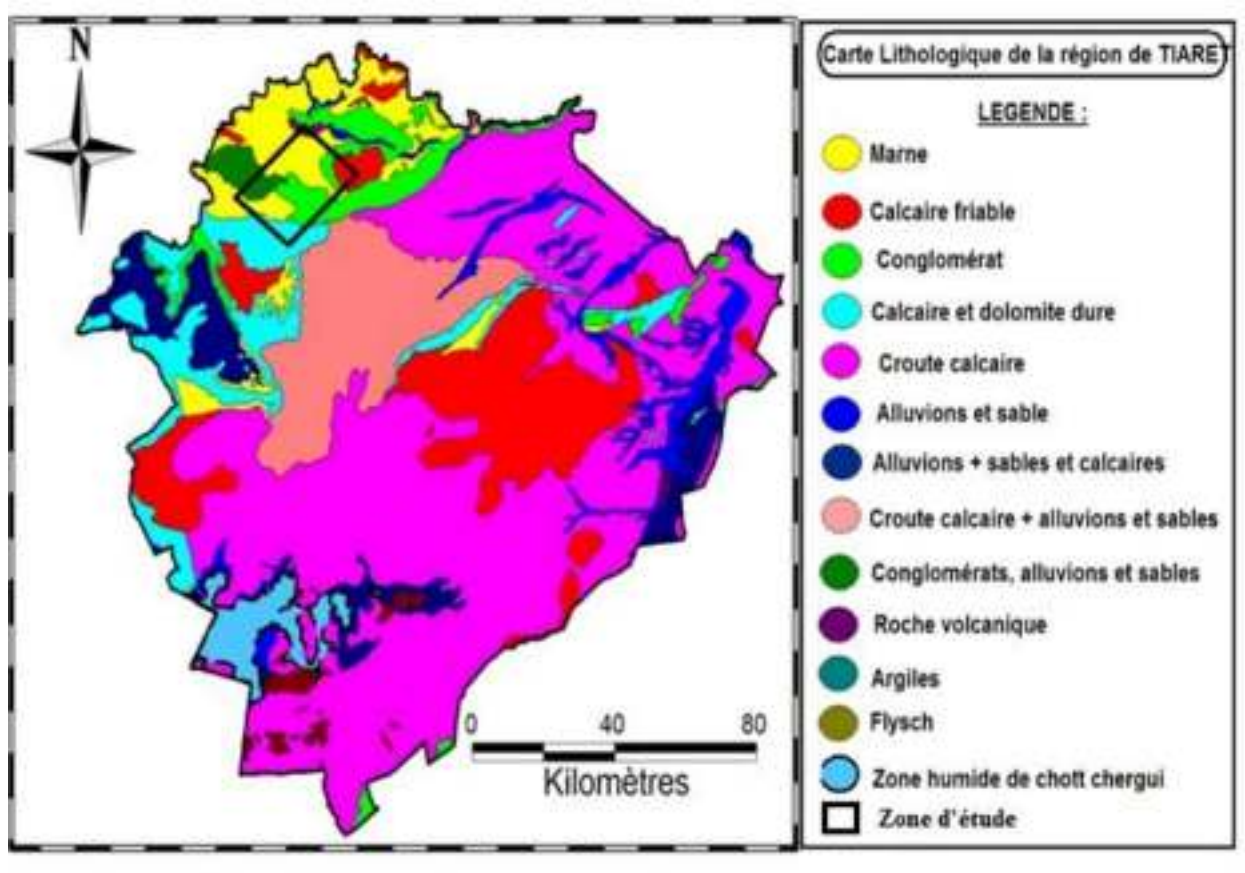 N
0 40 80
Kilomètres
Carte Lithologique de la région de TIARET
LEGENDE :
Marne
Calcaire friable
Conglomérat
Calcaire et dolomite dure
Croute calcaire
Alluvions et sable
Alluvions + sables et calcaires
Croute calcaire + alluvions et sables
Conglomérats, alluvions et sables
Roche volcanique
Argiles
Flysch
Zone humide de chott chergui
Zone d'étude